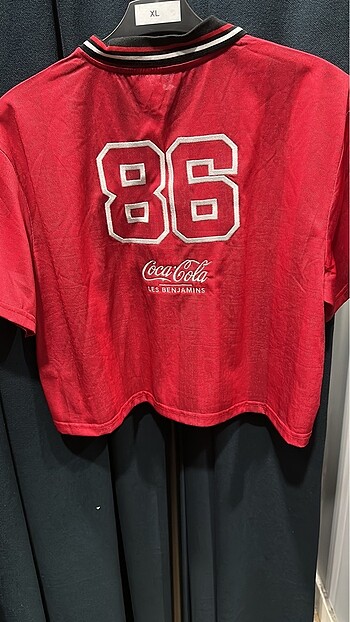 XL
86
Coca-Cola
LES BENJAMINS